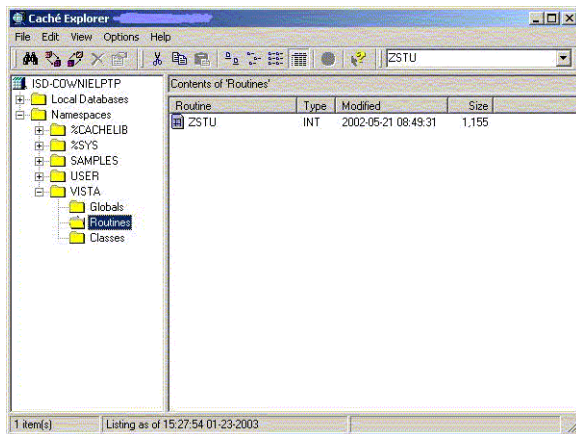 Caché Explorer
File Edit View Options Help
ZSTU
ISD-COWNIELPTP
Local Databases
Namespaces
%CACHELIB
%SYS
SAMPLES
USER
VISTA
Globals
Routines
Classes
Contents of 'Routines'
Routine Type Modified Size
ZSTU INT 2002-05-21 08:49:31 1,155
1 item(s) Listing as of 15:27:54 01-23-2003